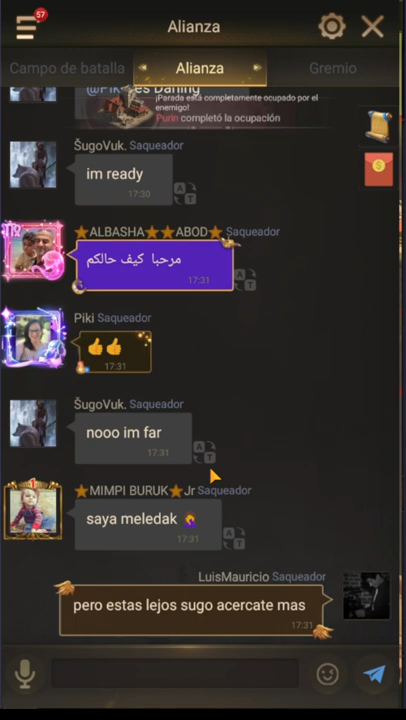 57
Alianza
Campo de batalla
Alianza
Gremio
¡Parada está completamente ocupado por el
enemigo!
Purin completó la ocupación
ŠugoVuk. Saqueador
im ready
17:30
★ALBASHA★★ABOD★ Saqueador
مرحبا كيف حالكم
17:31
Piki Saqueador
👍👍
17:31
ŠugoVuk. Saqueador
nooo im far
17:31
★MIMPI BURUK★Jr Saqueador
1
saya meledak 🤦‍♀️
17:31
LuisMauricio Saqueador
pero estas lejos sugo acercate mas
17:31